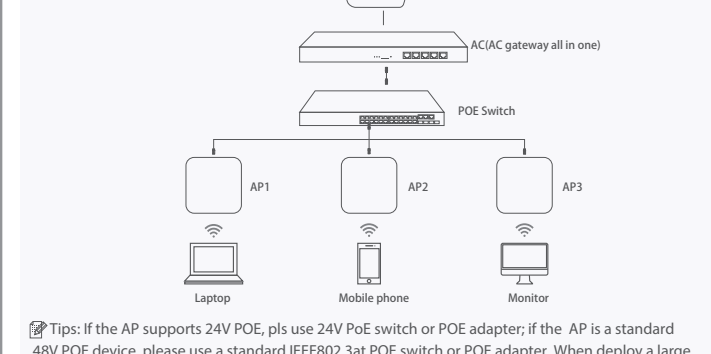 AC(AC gateway all in one)
POE Switch
AP1 AP2 AP3
Laptop Mobile phone Monitor
Tips: If the AP supports 24V POE, pls use 24V PoE switch or POE adapter; if the AP is a standard
48V POE device, please use a standard IEEE802.3at POE switch or POE adapter. When deploy a large